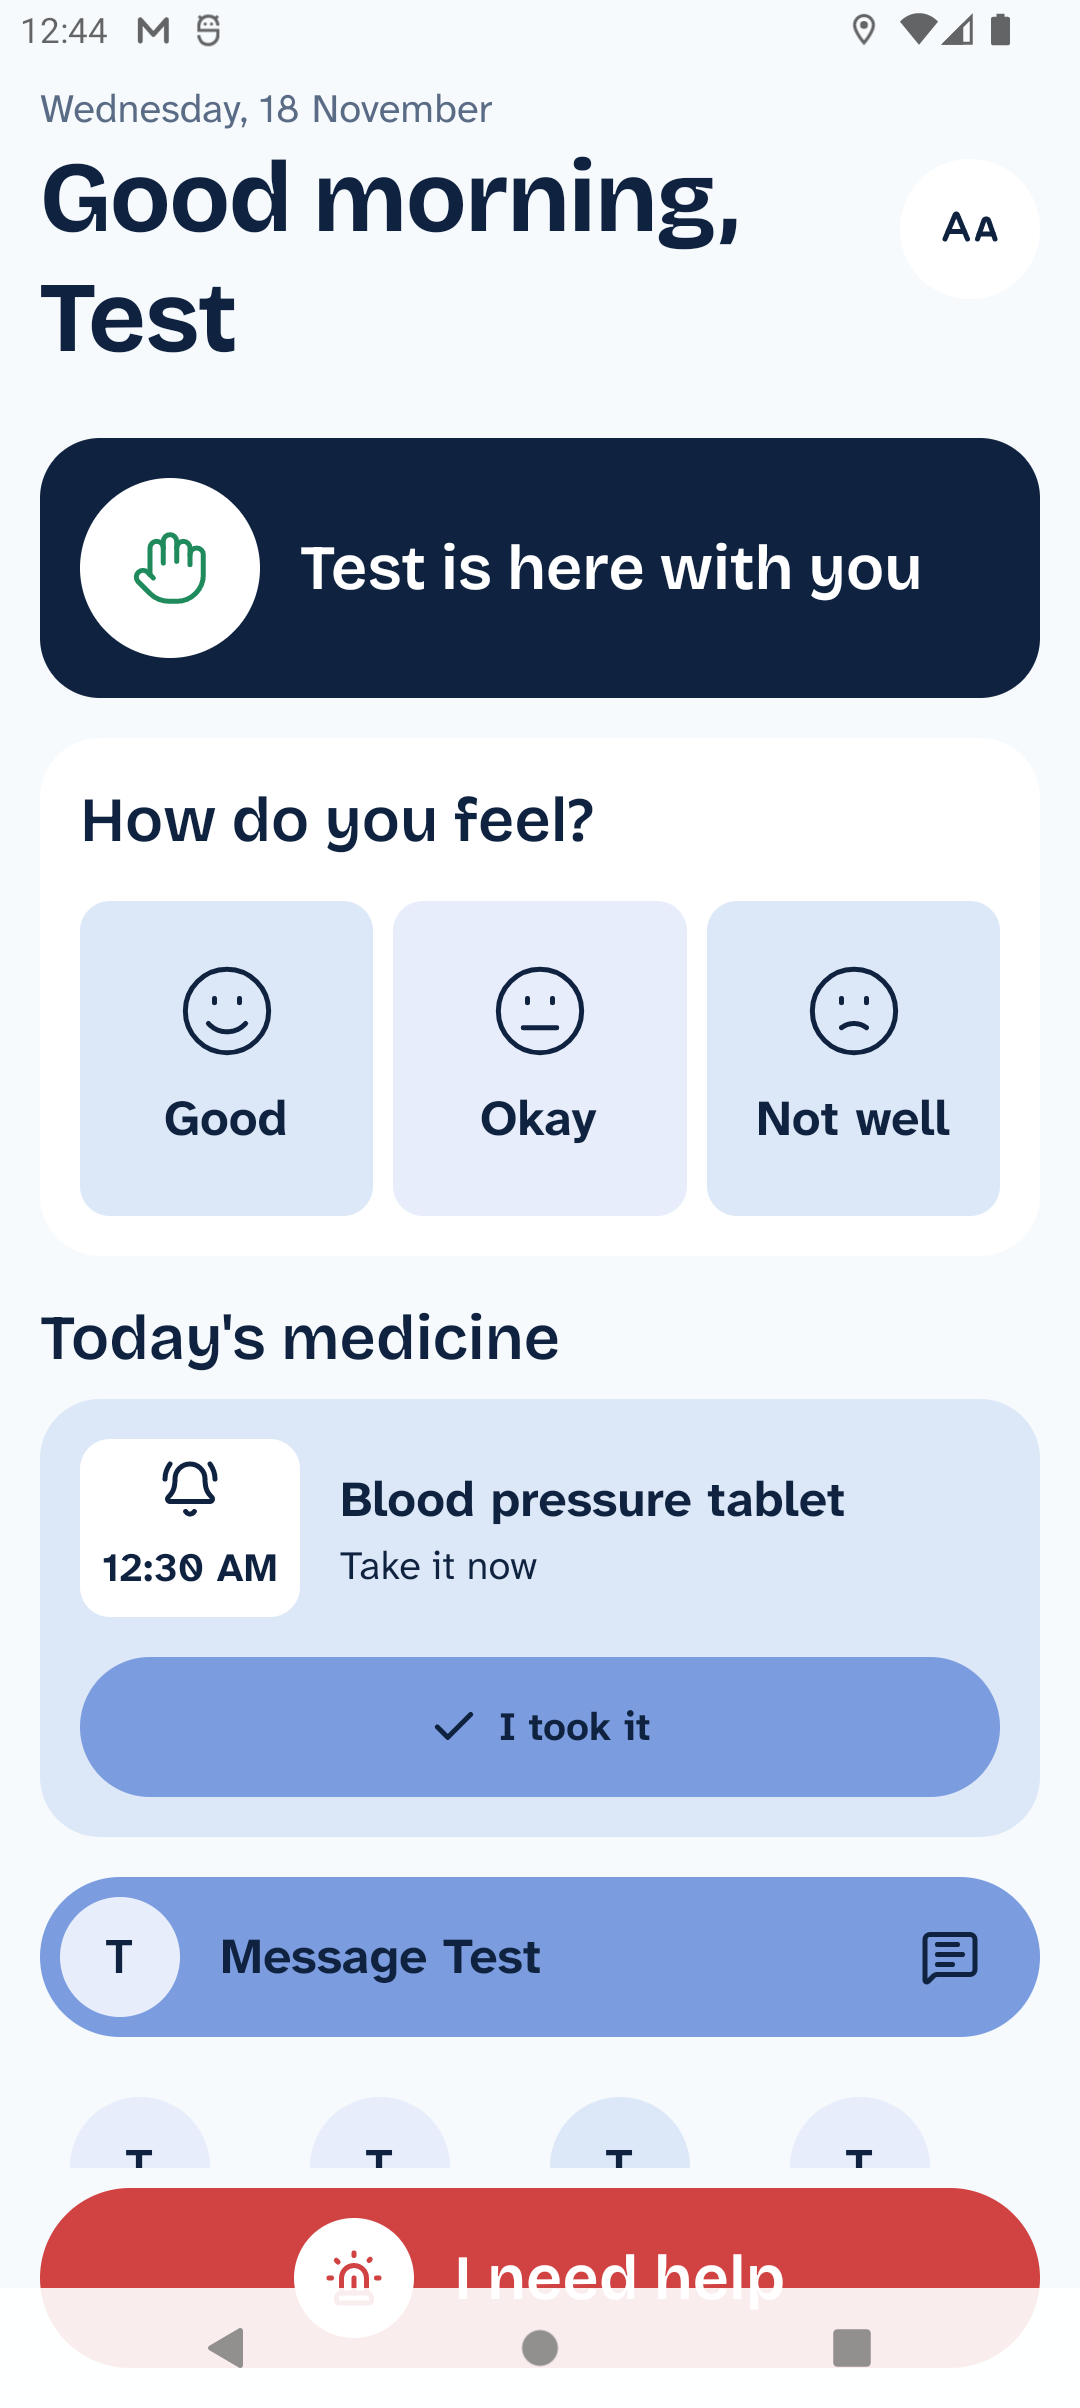 12:44
Wednesday, 18 November
Good morning,
Test
AA
Test is here with you
How do you feel?
Good
Okay
Not well
Today's medicine
12:30 AM
Blood pressure tablet
Take it now
I took it
T
Message Test
T T T T
I need help